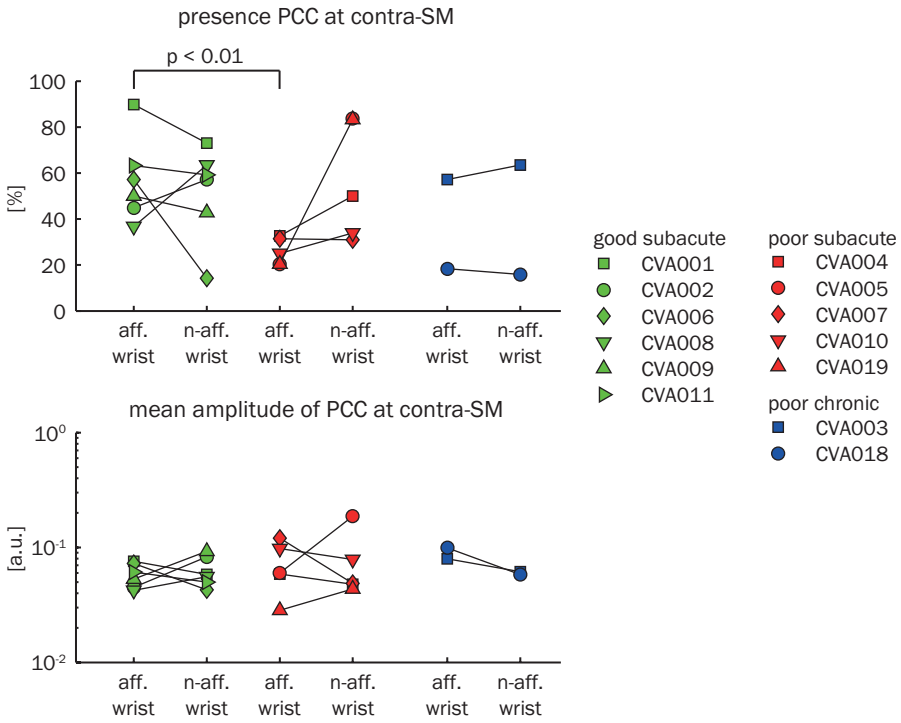 presence PCC at contra-SM
p < 0.01
100
80
60
40
20
0
[%]
aff. wrist
n-aff. wrist
aff. wrist
n-aff. wrist
aff. wrist
n-aff. wrist
good subacute
CVA001
CVA002
CVA006
CVA008
CVA009
CVA011
poor subacute
CVA004
CVA005
CVA007
CVA010
CVA019
poor chronic
CVA003
CVA018
mean amplitude of PCC at contra-SM
10⁰
10⁻¹
10⁻²
[a.u.]
aff. wrist
n-aff. wrist
aff. wrist
n-aff. wrist
aff. wrist
n-aff. wrist